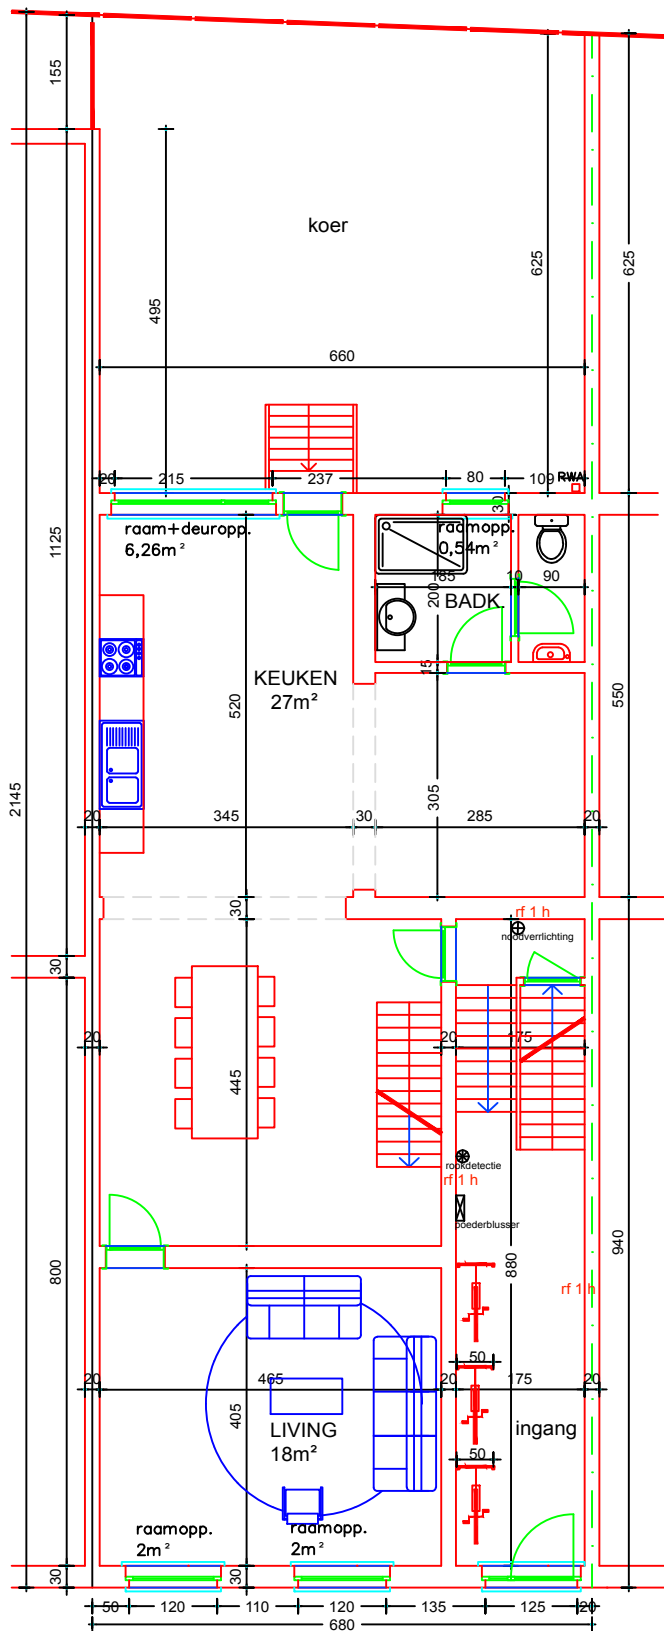 155
koer
495
625
625
660
20
215
237
80
109
RWA
30
raam+deuropp.
6,26m²
raamopp.
0,54m²
1125
185
10
90
200
BADK.
15
KEUKEN
27m²
520
550
2145
305
20
345
30
285
20
30
rf 1 h
noodverrlichting
30
20
20
175
445
rookdetectie
rf 1 h
poederblusser
800
880
940
rf 1 h
50
20
465
20
175
20
405
LIVING
18m²
ingang
50
raamopp.
2m²
raamopp.
2m²
30
30
50
120
110
120
135
125
20
680